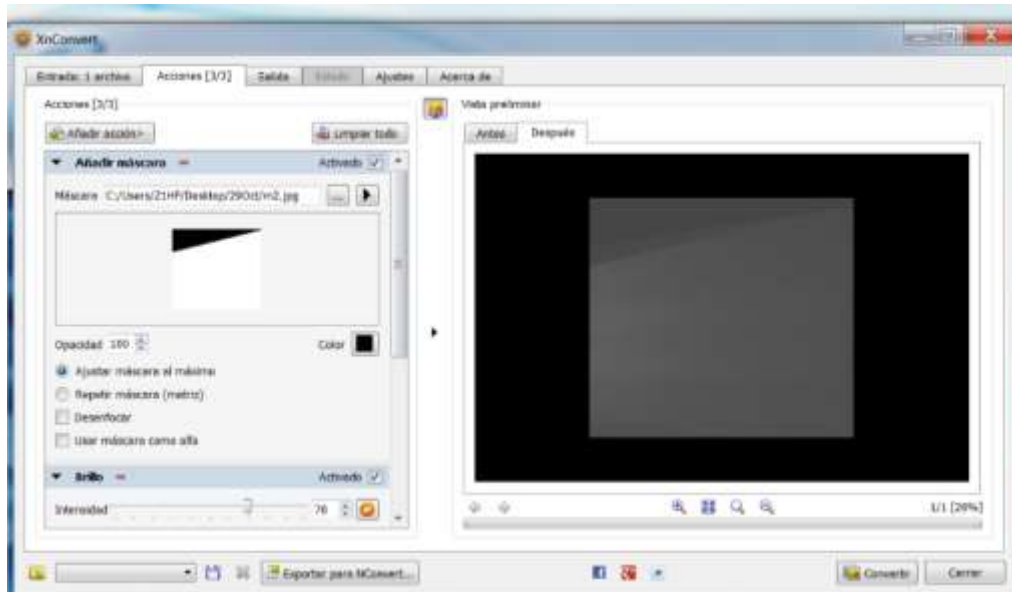 XnConvert
Entrada: 1 archivo
Acciones [3/3]
Salida
Ajustes
Acerca de
Acciones [3/3]
Vista preliminar
Añadir acción>
Limpiar todo
Antes
Después
Añadir máscara
Activado
Máscara C:/Users/Z1HP/Desktop/29Oct/m2.jpg
...
Opacidad 100
Color
Ajustar máscara al máximo
Repetir máscara (matriz)
Desenfocar
Usar máscara como alfa
Brillo
Activado
Intensidad
70
1/1 [20%]
Exportar para NConvert...
Convertir
Cerrar